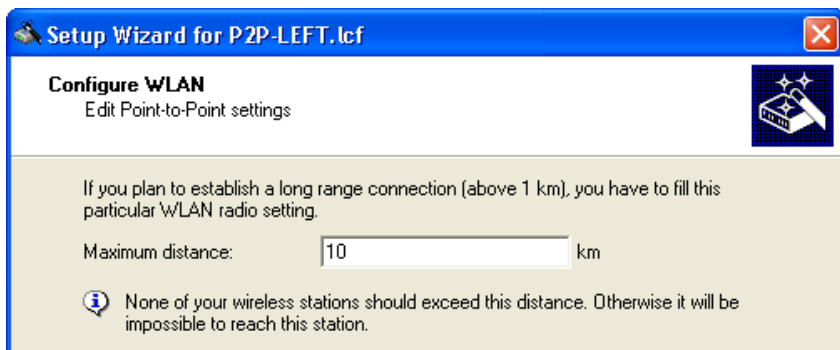 Setup Wizard for P2P-LEFT.lcf
Configure WLAN
Edit Point-to-Point settings
If you plan to establish a long range connection (above 1 km), you have to fill this
particular WLAN radio setting.
Maximum distance: 10 km
None of your wireless stations should exceed this distance. Otherwise it will be
impossible to reach this station.